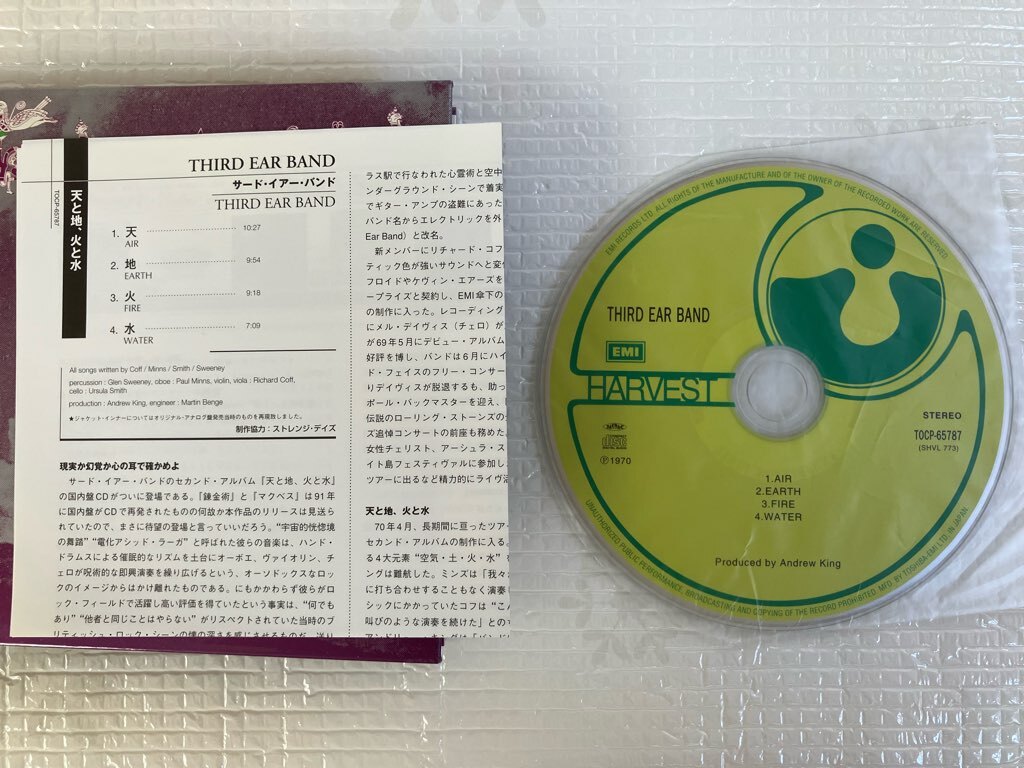 THIRD EAR BAND
サード・イアー・バンド
THIRD EAR BAND
天と地、火と水
TOCP-65787
1. 天 10:27
AIR
2. 地 9:54
EARTH
3. 火 9:18
FIRE
4. 水 7:09
WATER
All songs written by Coff / Minns / Smith / Sweeney
percussion : Glen Sweeney, oboe : Paul Minns, violin, viola : Richard Coff,
cello : Ursula Smith
production : Andrew King, engineer : Martin Benge
★ジャケット・インナーについてはオリジナル・アナログ盤発売当時のものを再現致しました。
制作協力：ストレンジ・デイズ
現実か幻覚か心の耳で確かめよ
サード・イアー・バンドのセカンド・アルバム『天と地、火と水』
の国内盤CDがついに登場である。『錬金術』と『マクベス』は91年
に国内盤がCDで再発されたものの何故か本作品のリリースは見送ら
れていたので、まさに待望の登場と言っていいだろう。“宇宙的恍惚境
の舞踏”“電化アシッド・ラーガ”と呼ばれた彼らの音楽は、ハンド・
ドラムスによる催眠的なリズムを土台にオーボエ、ヴァイオリン、チ
ェロが呪術的な即興演奏を繰り広げるという、オーソドックスなロッ
クのイメージからはかけ離れたものである。にもかかわらず彼らがロ
ック・フィールドで活躍し高い評価を得ていたという事実は、“何でも
あり”“他者と同じことはやらない”がリスペクトされていた当時のブ
リティッシュ・ロック・シーンの懐の深さを感じさせるものだ。
ラス駅で行なわれた心霊術と空中
ンダーグラウンド・シーンで着実
でギター・アンプの盗難にあった
バンド名からエレクトリックを外
Ear Band）と改名。
新メンバーにリチャード・コフ
ティック色が強いサウンドへと変
フロイドやケヴィン・エアーズを
ープライズと契約し、EMI傘下の
の制作に入った。レコーディング
にメル・デイヴィス（チェロ）が
が69年5月にデビュー・アルバム
好評を博し、バンドは6月にハイ
ド・フェイスのフリー・コンサー
りデイヴィスが脱退するも、助っ
ポール・バックマスターを迎え、
伝説のローリング・ストーンズの
ズ追悼コンサートの前座も務めた。
女性チェリスト、アーシュラ・ス
イト島フェスティヴァルに参加し
ツアーに出るなど精力的にライヴ
天と地、火と水
70年4月、長期間に亘ったツアー
セカンド・アルバムの制作に入る。
る4大元素“空気・土・火・水”を
ングは難航した。ミンズは「我々
に打ち合わせすることもなく演奏
シックにかかっていたコフは“こ
叫びのような演奏を続けた」との
EMI RECORDS LTD. ALL RIGHTS OF THE MANUFACTURE AND OF THE OWNER OF THE RECORDED WORK ARE RESERVED
THIRD EAR BAND
EMI
HARVEST
STEREO
TOCP-65787
(SHVL 773)
COMPACT
disc
DIGITAL AUDIO
Ⓟ1970
1.AIR
2.EARTH
3.FIRE
4.WATER
Produced by Andrew King
UNAUTHORIZED PUBLIC PERFORMANCE, BROADCASTING AND COPYING OF THE RECORD PROHIBITED. MFD. BY TOSHIBA-EMI LTD. IN JAPAN